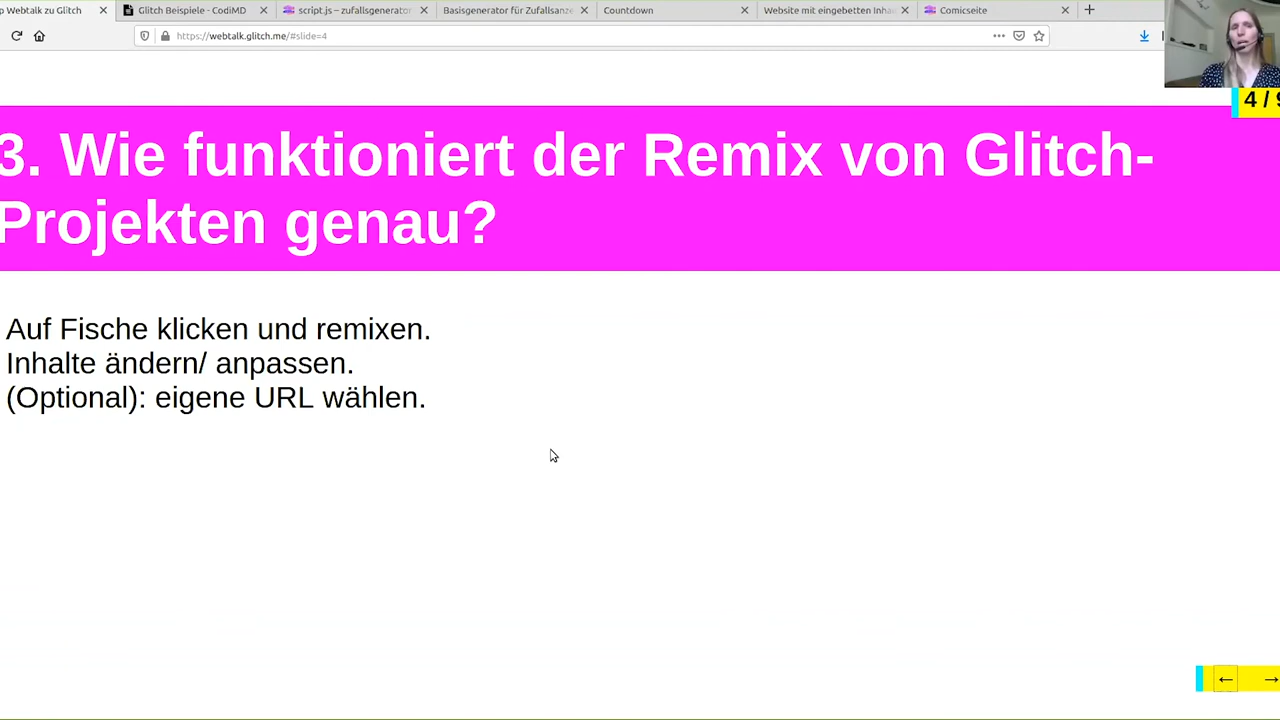 Webtalk zu Glitch
Glitch Beispiele - CodiMD
script.js – zufallsgenerator
Basisgenerator für Zufallsanze
Countdown
Website mit eingebetten Inha
Comicseite
https://webtalk.glitch.me/#slide=4
4 /
3. Wie funktioniert der Remix von Glitch-
Projekten genau?
Auf Fische klicken und remixen.
Inhalte ändern/ anpassen.
(Optional): eigene URL wählen.
← →